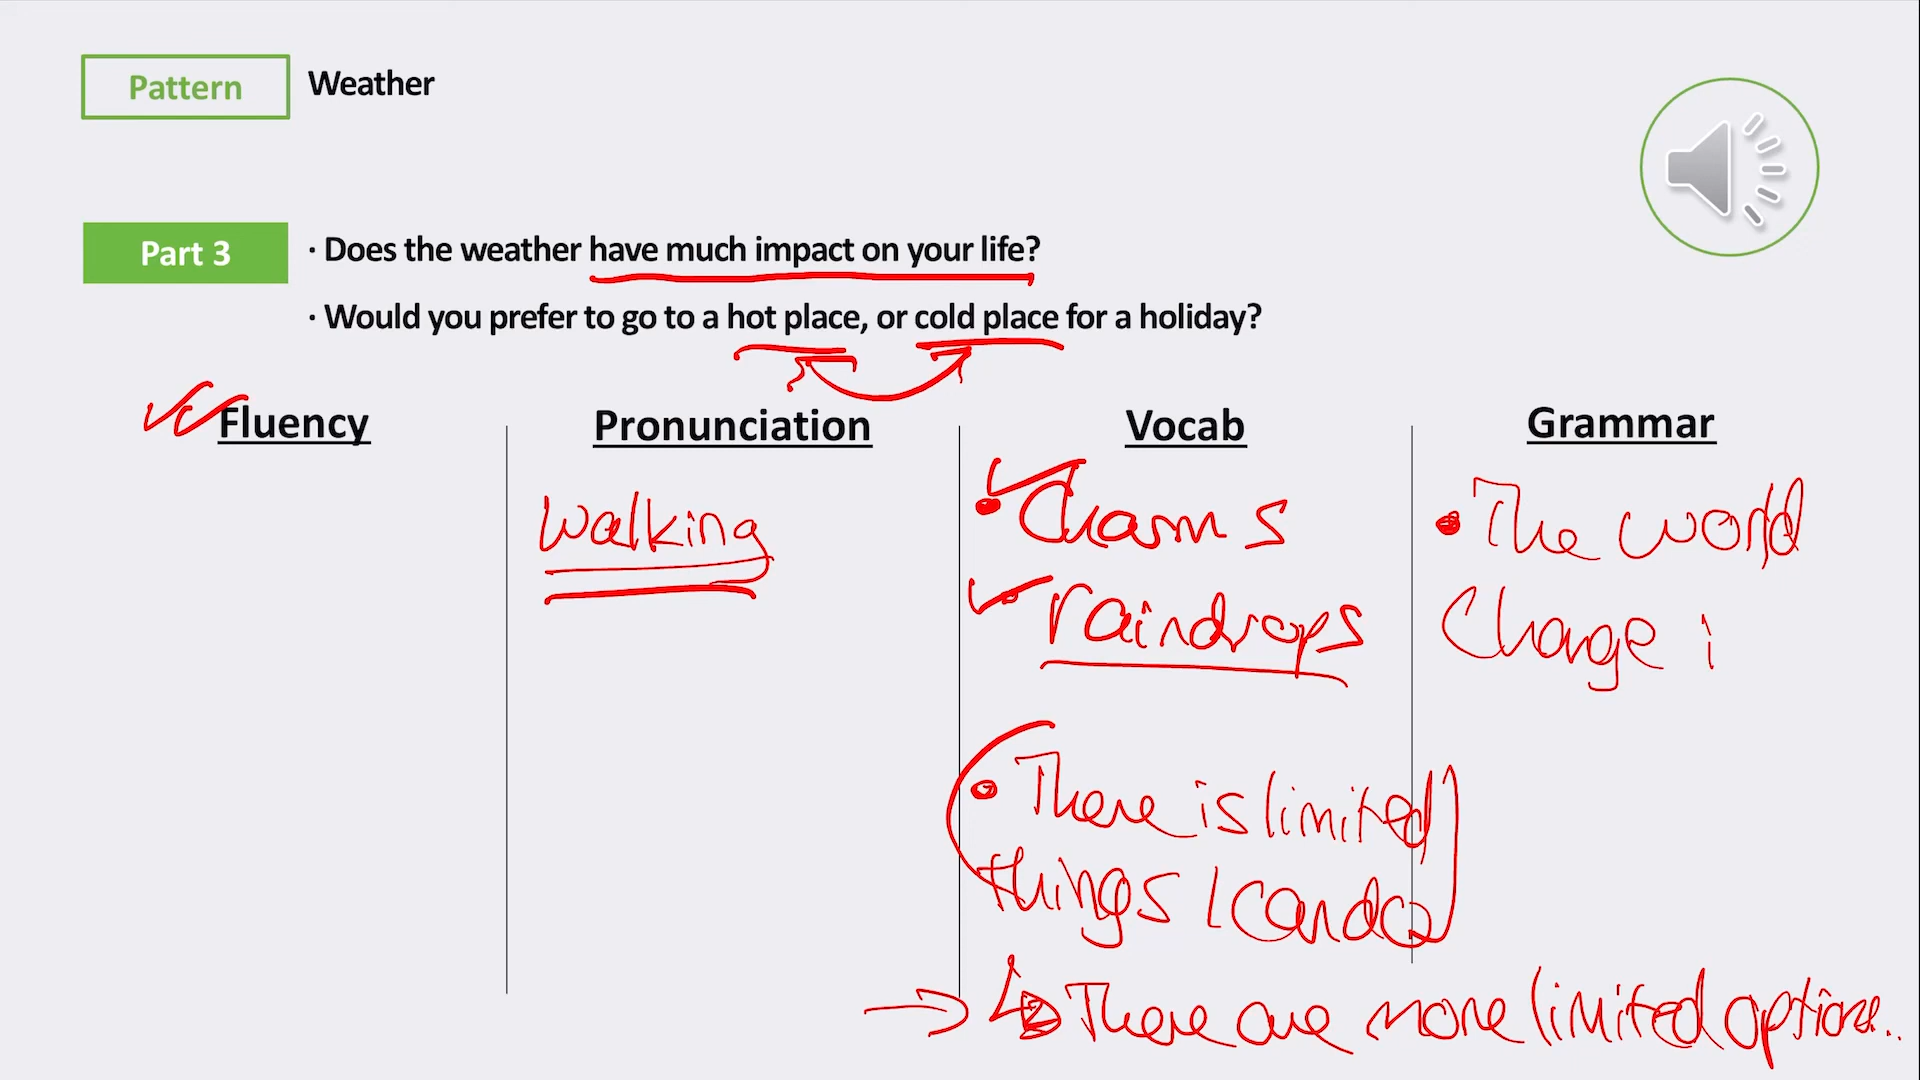 Pattern Weather
Part 3 · Does the weather have much impact on your life?
· Would you prefer to go to a hot place, or cold place for a holiday?
Fluency Pronunciation Vocab Grammar
walking
• Charms
• raindrops
• There is limited
things I can do
There are more limited options..
• The world
Change i